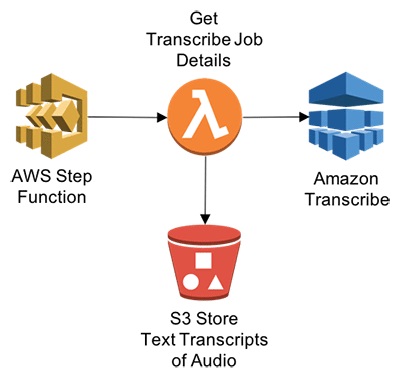 Get
Transcribe Job
Details
AWS Step
Function
Amazon
Transcribe
S3 Store
Text Transcripts
of Audio